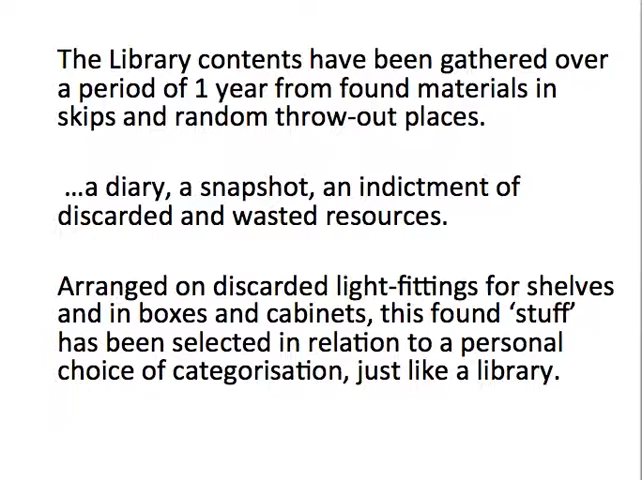 The Library contents have been gathered over
a period of 1 year from found materials in
skips and random throw-out places.
…a diary, a snapshot, an indictment of
discarded and wasted resources.
Arranged on discarded light-fittings for shelves
and in boxes and cabinets, this found ‘stuff’
has been selected in relation to a personal
choice of categorisation, just like a library.